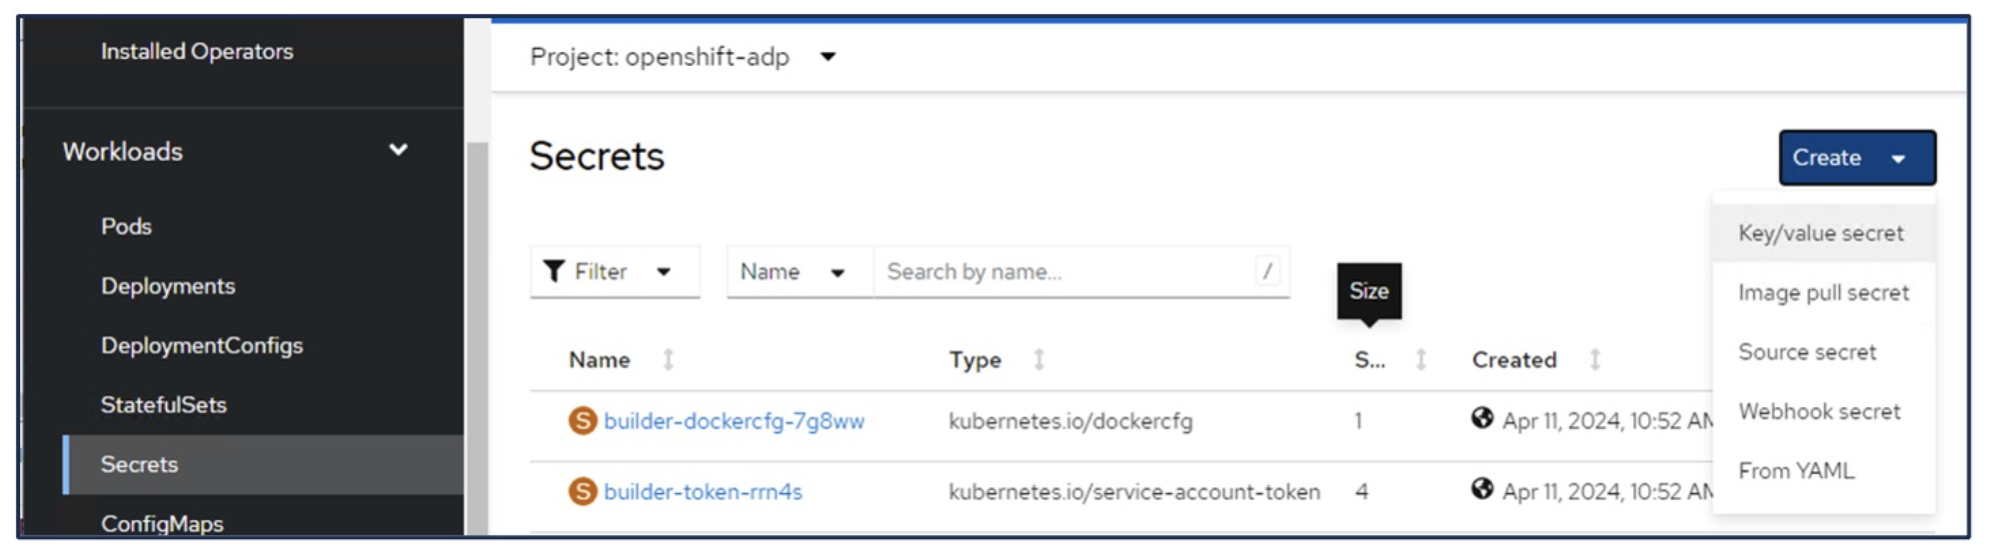 Installed Operators
Project: openshift-adp
Workloads
Secrets
Create
Pods
Key/value secret
Filter
Name
Search by name...
/
Deployments
Size
Image pull secret
DeploymentConfigs
Name
Type
S...
Created
Source secret
StatefulSets
S builder-dockercfg-7g8ww
kubernetes.io/dockercfg
1
Apr 11, 2024, 10:52 AM
Webhook secret
Secrets
S builder-token-rrn4s
kubernetes.io/service-account-token
4
Apr 11, 2024, 10:52 AM
From YAML
ConfigMaps